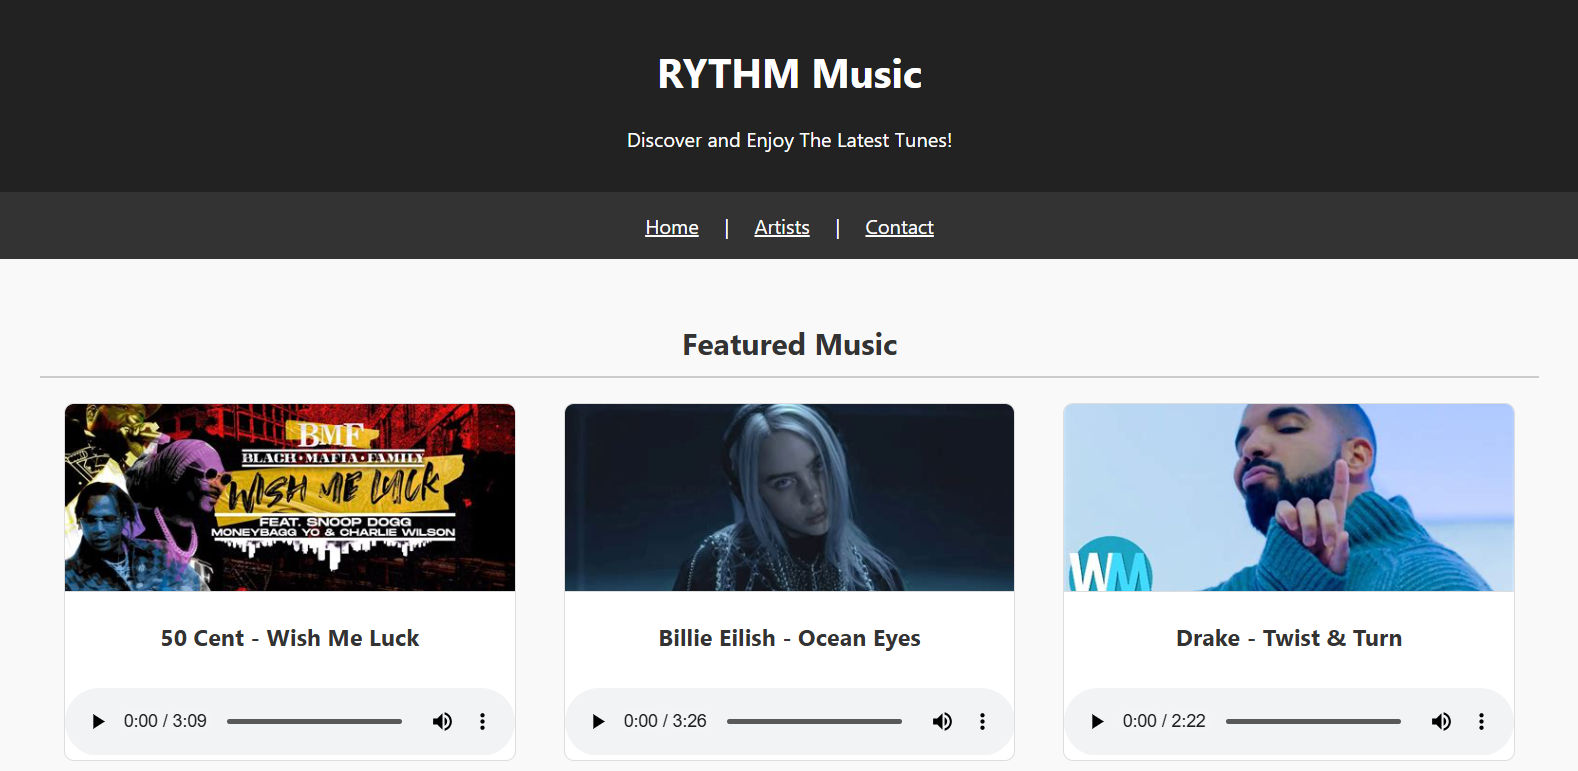 RYTHM Music
Discover and Enjoy The Latest Tunes!
Home | Artists | Contact
Featured Music
BMF
BLACK•MAFIA•FAMILY
WISH ME LUCK
FEAT. SNOOP DOGG
MONEYBAGG YO & CHARLIE WILSON
WM
50 Cent - Wish Me Luck
Billie Eilish - Ocean Eyes
Drake - Twist & Turn
0:00 / 3:09
0:00 / 3:26
0:00 / 2:22